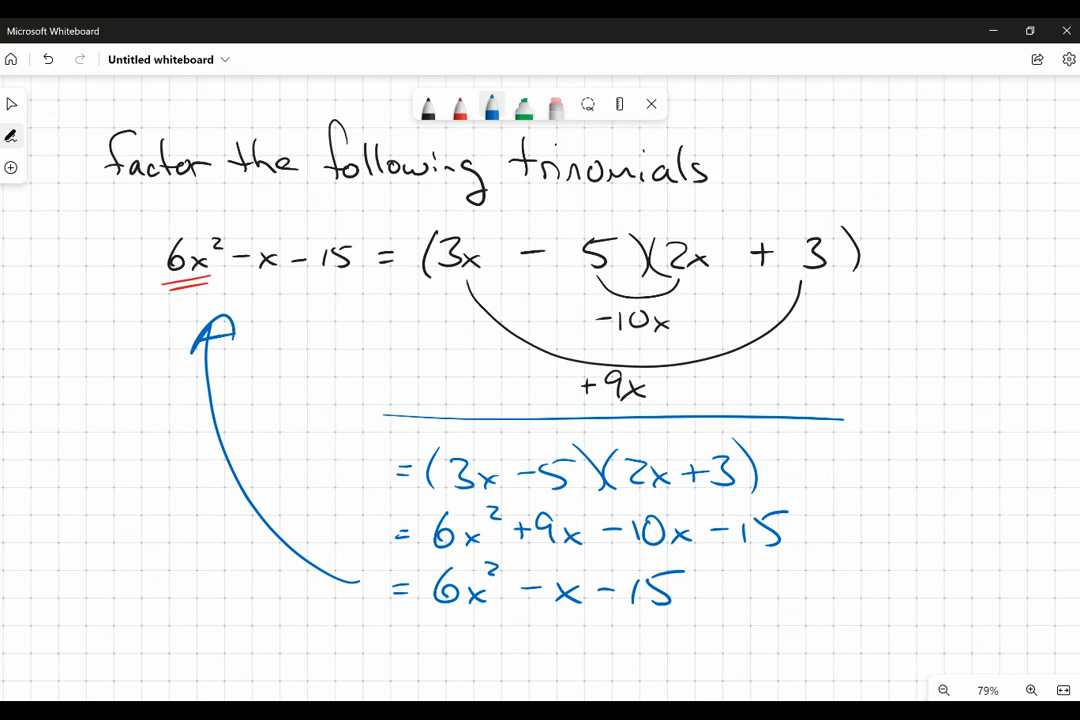 Microsoft Whiteboard
Untitled whiteboard
factor the following trinomials
6x² - x - 15 = (3x - 5)(2x + 3)
-10x
+9x
= (3x - 5)(2x + 3)
= 6x² + 9x - 10x - 15
= 6x² - x - 15
79%